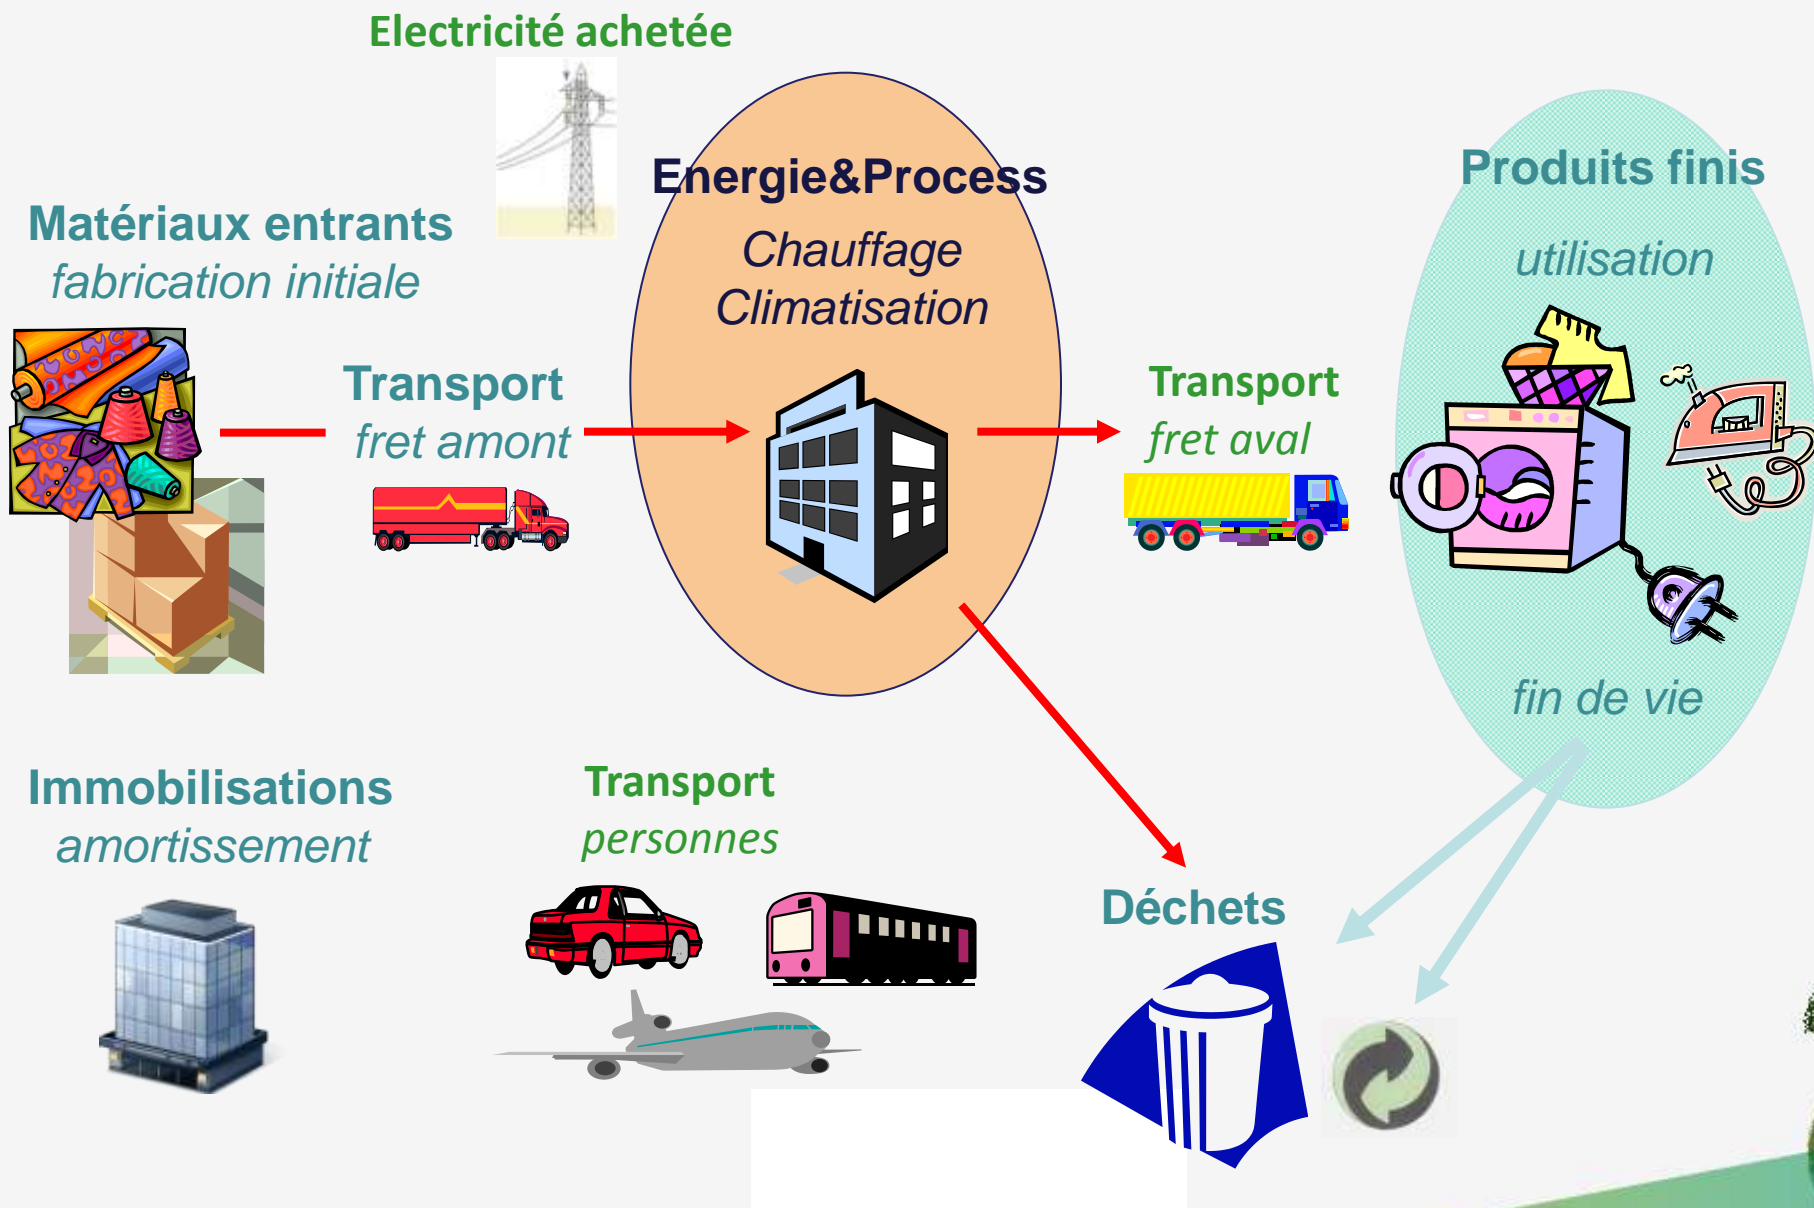 Electricité achetée
Energie&Process
Chauffage
Climatisation
Produits finis
utilisation
Matériaux entrants
fabrication initiale
Transport
fret amont
Transport
fret aval
fin de vie
Immobilisations
amortissement
Transport
personnes
Déchets